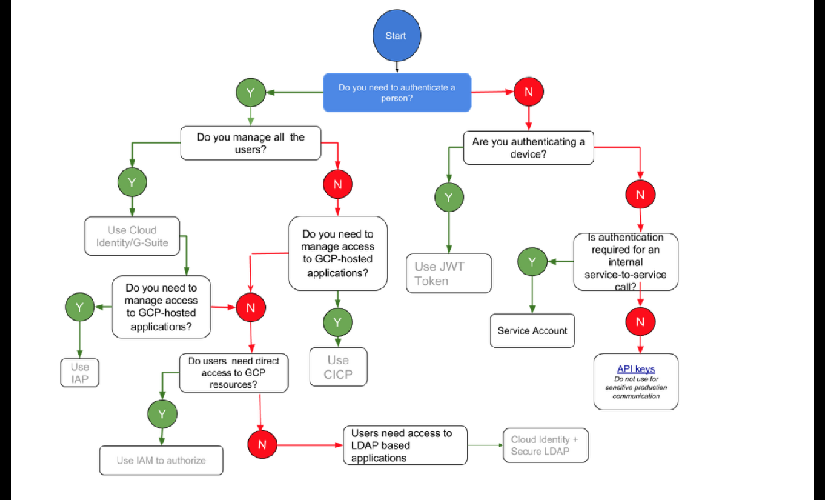 Start
Do you need to authenticate a
person?
Y
N
Do you manage all the
users?
Are you authenticating a
device?
Y
N
Y
N
Use Cloud
Identity/G-Suite
Do you need to
manage access
to GCP-hosted
applications?
Use JWT
Token
Is authentication
required for an
internal
service-to-service
call?
Y
Do you need to
manage access
to GCP-hosted
applications?
Y
N
Y
N
Service Account
Use
IAP
Do users need direct
access to GCP
resources?
Use
CICP
API keys
Do not use for
sensitive production
communication
Y
N
Use IAM to authorize
Users need access to
LDAP based
applications
Cloud Identity +
Secure LDAP